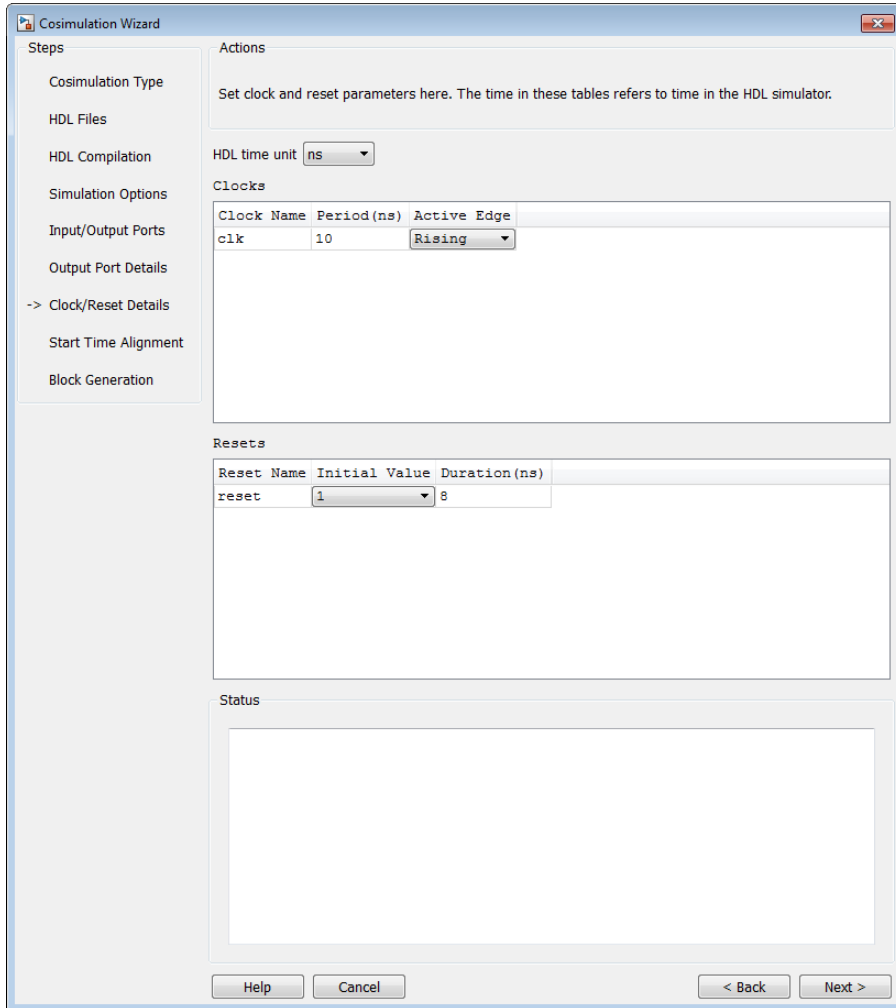 Cosimulation Wizard
Steps
Cosimulation Type
HDL Files
HDL Compilation
Simulation Options
Input/Output Ports
Output Port Details
-> Clock/Reset Details
Start Time Alignment
Block Generation
Actions
Set clock and reset parameters here. The time in these tables refers to time in the HDL simulator.
HDL time unit ns
Clocks
Clock Name Period(ns) Active Edge
clk 10 Rising
Resets
Reset Name Initial Value Duration(ns)
reset 1 8
Status
Help Cancel < Back Next >